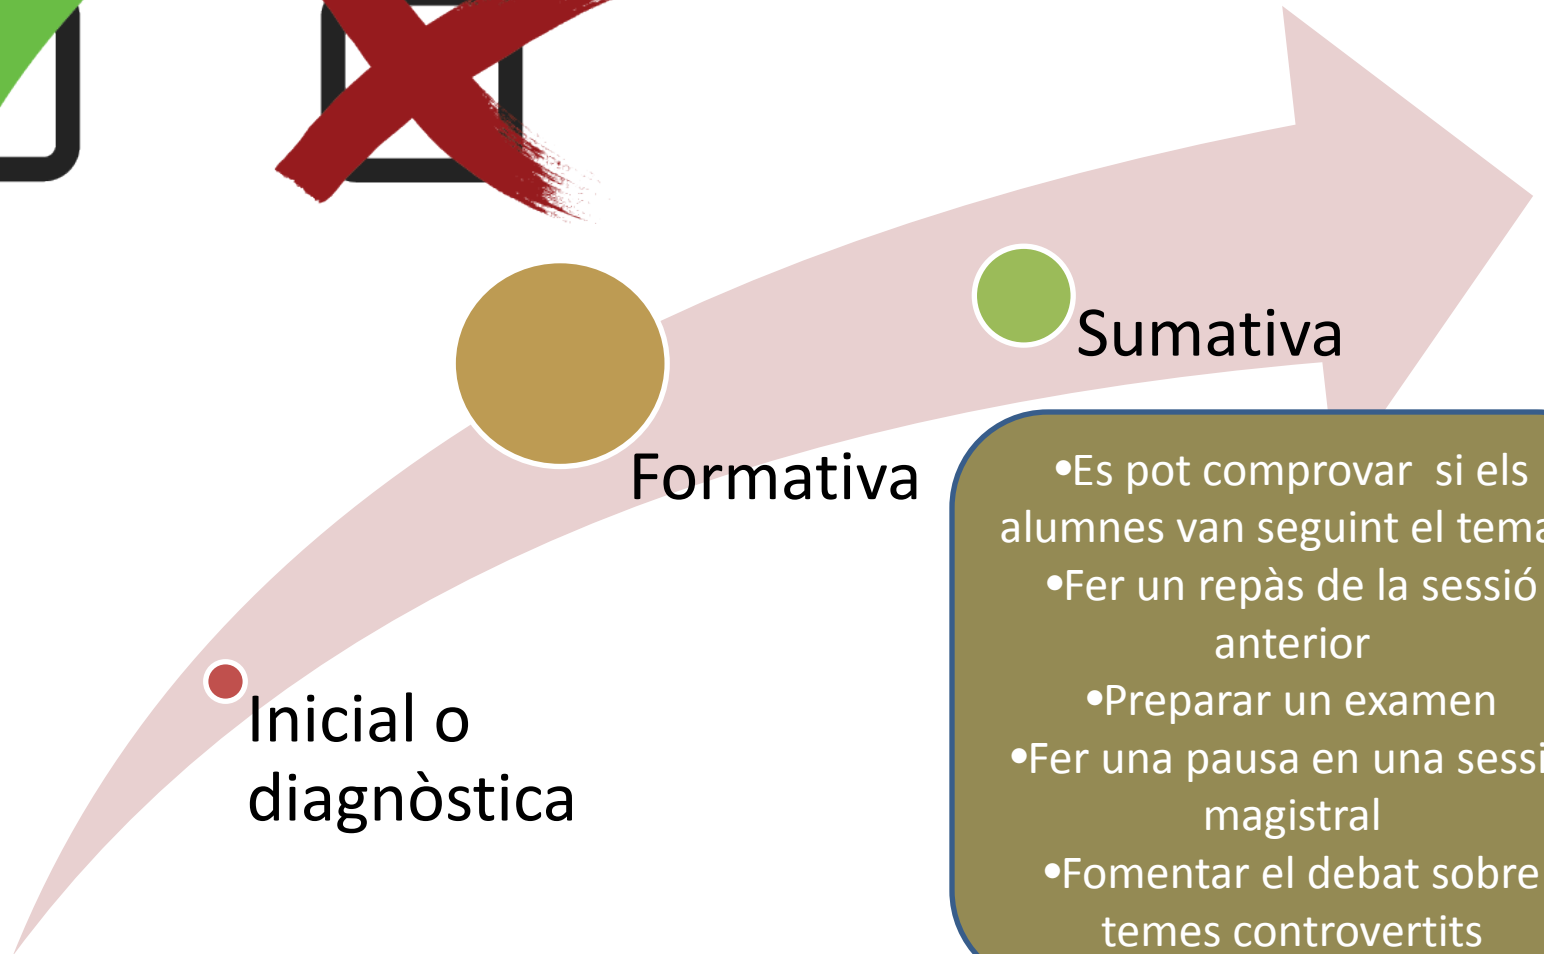 Sumativa
Formativa
Inicial o
diagnòstica
•Es pot comprovar  si els
alumnes van seguint el tema
•Fer un repàs de la sessió
anterior
•Preparar un examen
•Fer una pausa en una sessi
magistral
•Fomentar el debat sobre
temes controvertits